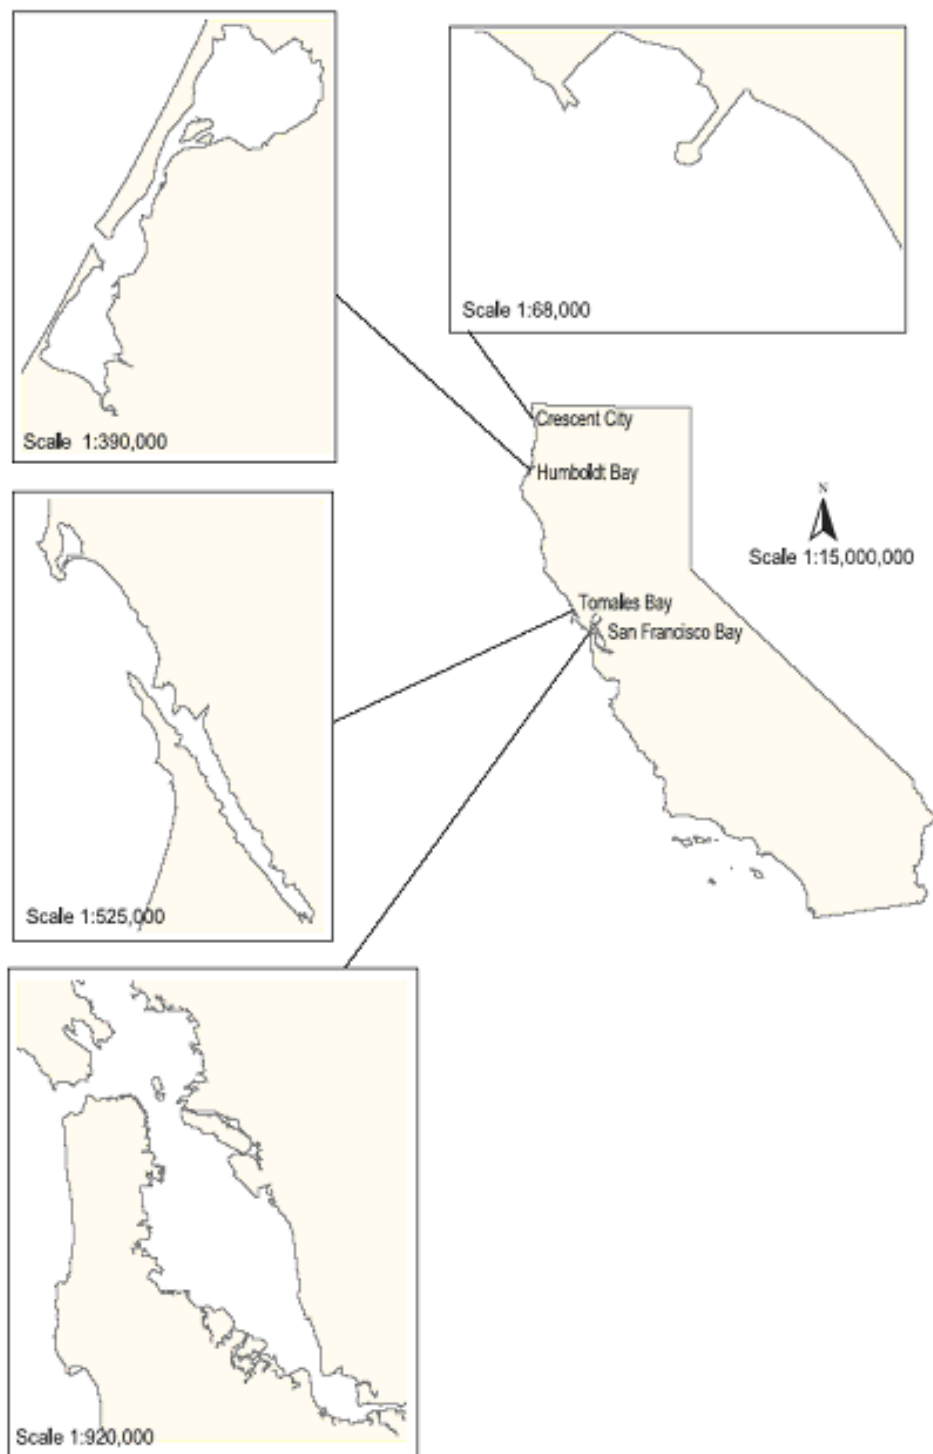 Scale 1:390,000
Scale 1:68,000
Crescent City
Humboldt Bay
N
Scale 1:15,000,000
Tomales Bay
San Francisco Bay
Scale 1:525,000
Scale 1:920,000